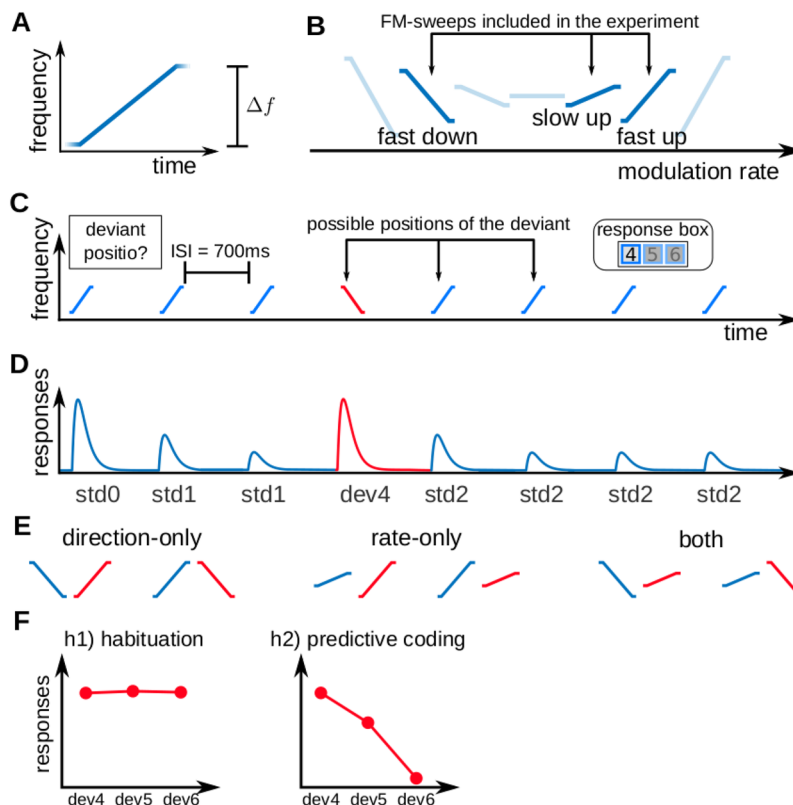 A
frequency
Δf
time
B
FM-sweeps included in the experiment
slow up
fast down
fast up
modulation rate
C
frequency
deviant
positio?
ISI = 700ms
possible positions of the deviant
response box
4 5 6
time
D
responses
std0 std1 std1 dev4 std2 std2 std2 std2
E
direction-only rate-only both
F
h1) habituation h2) predictive coding
responses
dev4 dev5 dev6 dev4 dev5 dev6